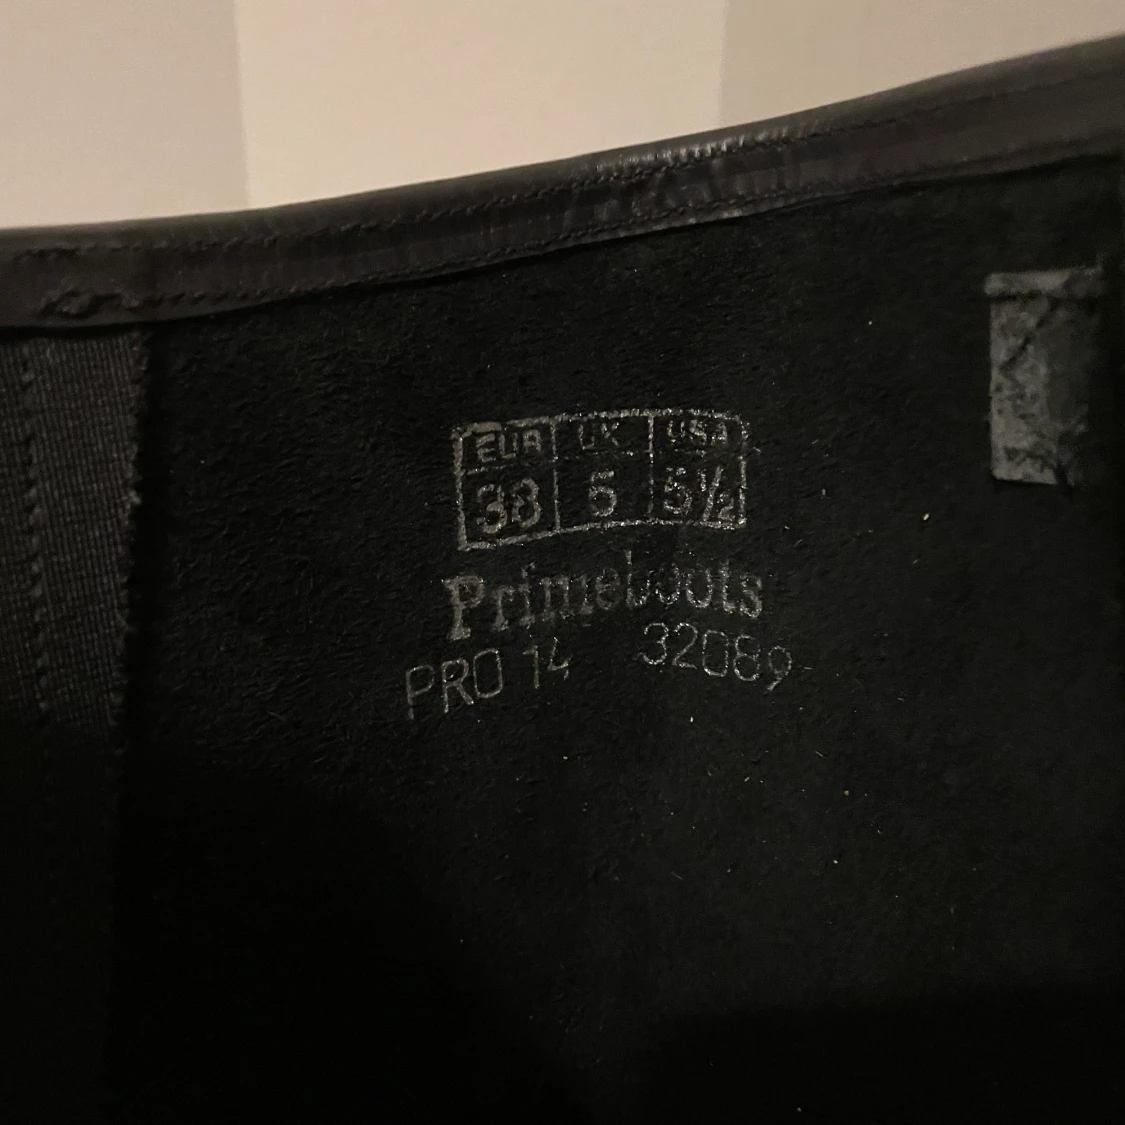 EUR UK USA
38 5 5½
Primeboots
PRO 14 32089